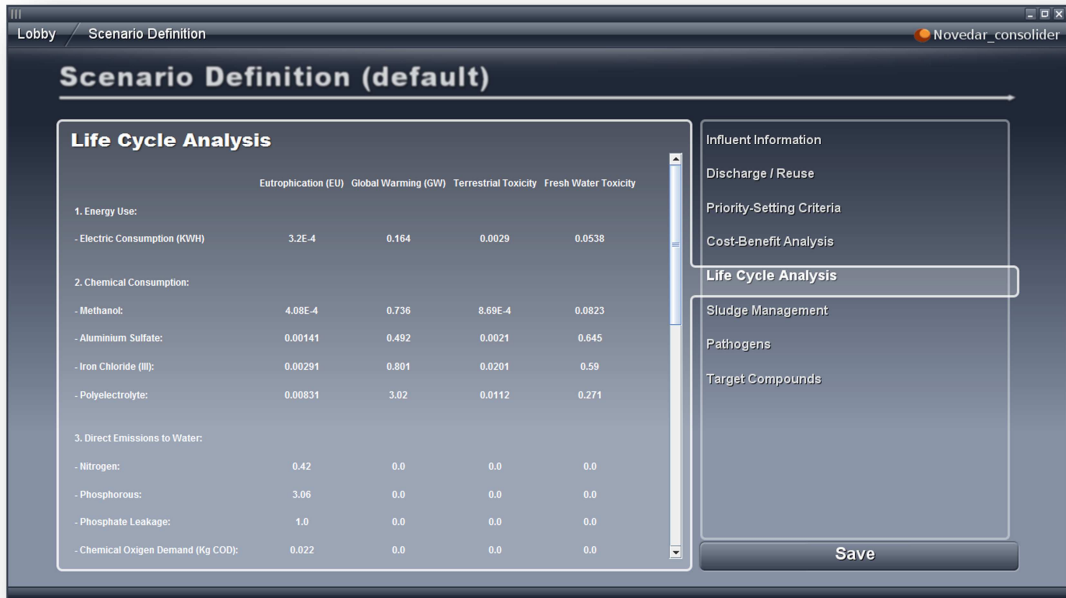 Lobby / Scenario Definition
Novedar_consolider
Scenario Definition (default)
Life Cycle Analysis
Eutrophication (EU) Global Warming (GW) Terrestrial Toxicity Fresh Water Toxicity
1. Energy Use:
- Electric Consumption (KWH) 3.2E-4 0.164 0.0029 0.0538
2. Chemical Consumption:
- Methanol: 4.08E-4 0.736 8.69E-4 0.0823
- Aluminium Sulfate: 0.00141 0.492 0.0021 0.645
- Iron Chloride (III): 0.00291 0.801 0.0201 0.59
- Polyelectrolyte: 0.00831 3.02 0.0112 0.271
3. Direct Emissions to Water:
- Nitrogen: 0.42 0.0 0.0 0.0
- Phosphorous: 3.06 0.0 0.0 0.0
- Phosphate Leakage: 1.0 0.0 0.0 0.0
- Chemical Oxigen Demand (Kg COD): 0.022 0.0 0.0 0.0
Influent Information
Discharge / Reuse
Priority-Setting Criteria
Cost-Benefit Analysis
Life Cycle Analysis
Sludge Management
Pathogens
Target Compounds
Save